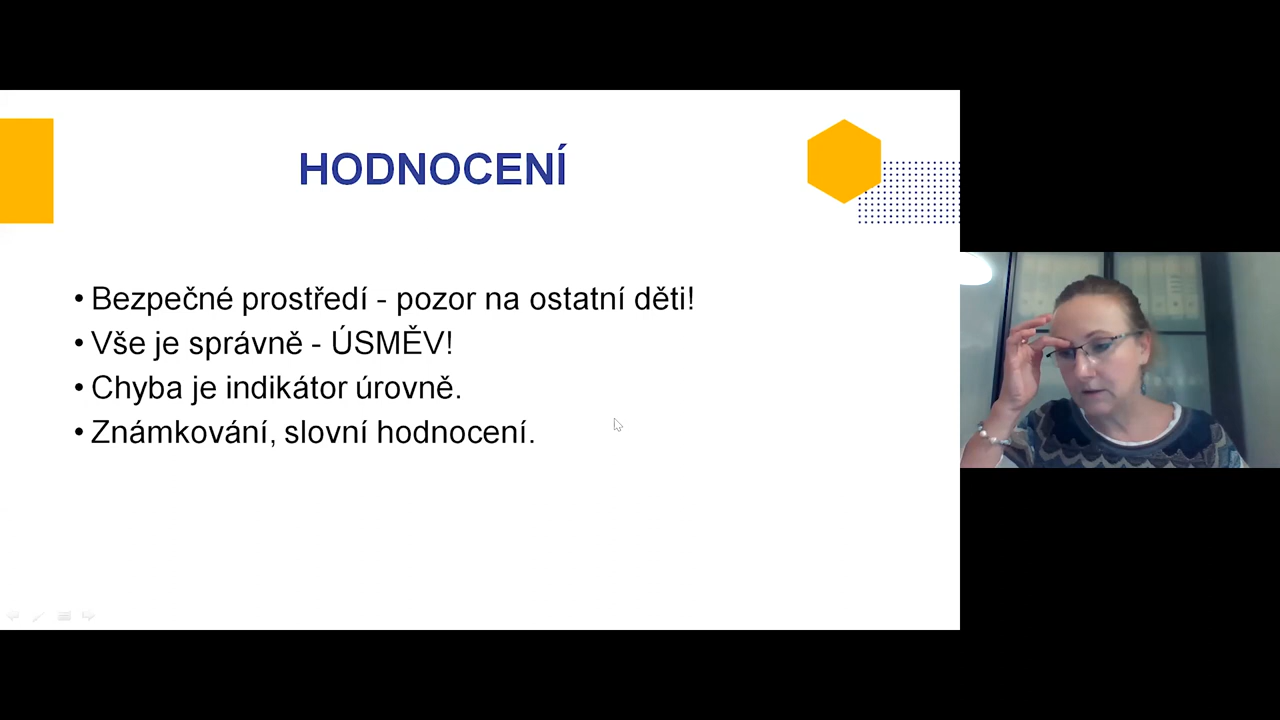 HODNOCENÍ
• Bezpečné prostředí - pozor na ostatní děti!
• Vše je správně - ÚSMĚV!
• Chyba je indikátor úrovně.
• Známkování, slovní hodnocení.